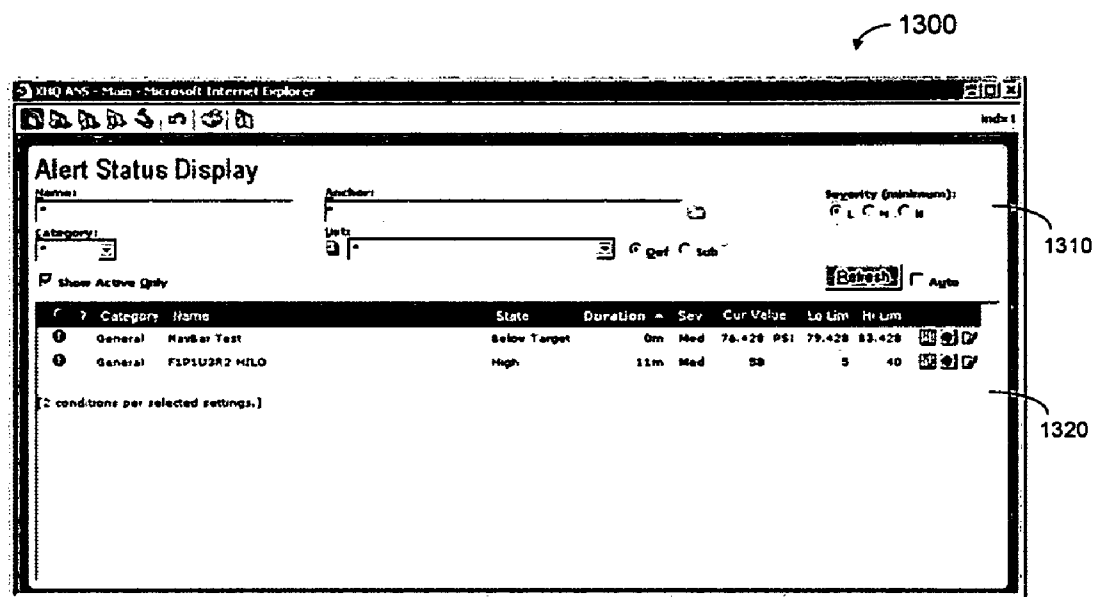 1300
XHQ ANS - Main - Microsoft Internet Explorer
ind> 1
Alert Status Display
Name:
*
Anchor:
*
Severity (minimum):
L M H
1310
Category:
*
List:
*
Def Sub
Show Active Only
Refresh Auto
? Category Name State Duration Sev Cur Value Lo Lim Hi Lim
General NavBar Test Below Target 0m Med 76.428 PSI 79.428 83.428
General F1P1U3R2 HILO High 11m Med 58 5 40
[2 conditions per selected settings.]
1320